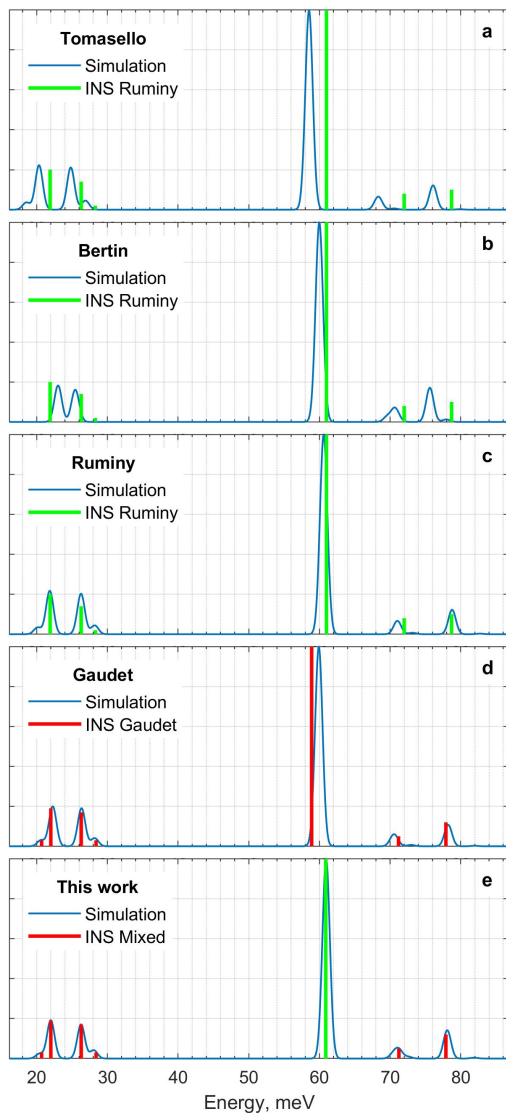 Tomasello
a
Simulation
INS Ruminy
Bertin
b
Simulation
INS Ruminy
Ruminy
c
Simulation
INS Ruminy
Gaudet
d
Simulation
INS Gaudet
This work
e
Simulation
INS Mixed
20 30 40 50 60 70 80
Energy, meV